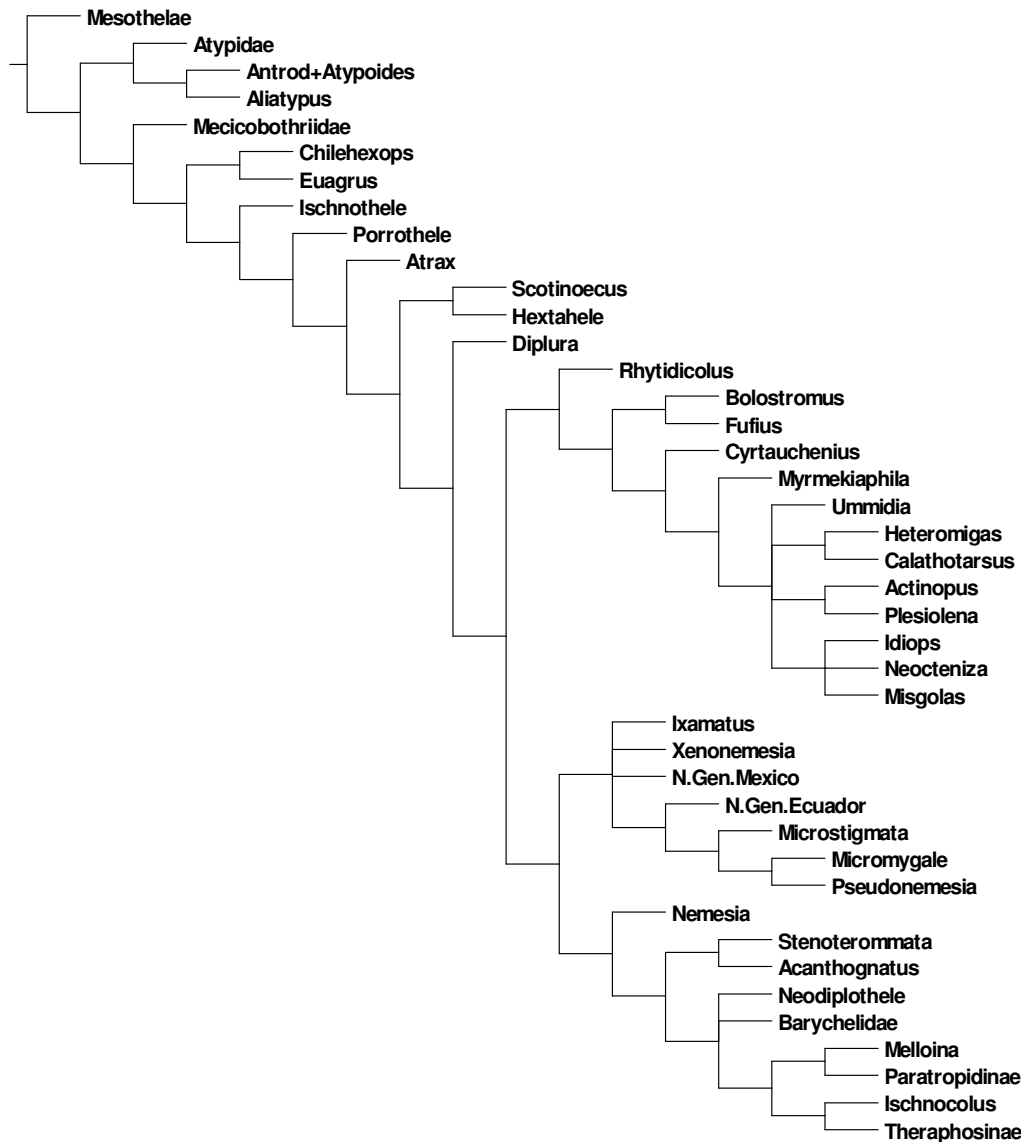 Mesothelae
Atypidae
Antrod+Atypoides
Aliatypus
Mecicobothriidae
Chilehexops
Euagrus
Ischnothele
Porrothele
Atrax
Scotinoecus
Hextahele
Diplura
Rhytidicolus
Bolostromus
Fufius
Cyrtauchenius
Myrmekiaphila
Ummidia
Heteromigas
Calathotarsus
Actinopus
Plesiolena
Idiops
Neocteniza
Misgolas
Ixamatus
Xenonemesia
N.Gen.Mexico
N.Gen.Ecuador
Microstigmata
Micromygale
Pseudonemesia
Nemesia
Stenoterommata
Acanthognatus
Neodiplothele
Barychelidae
Melloina
Paratropidinae
Ischnocolus
Theraphosinae